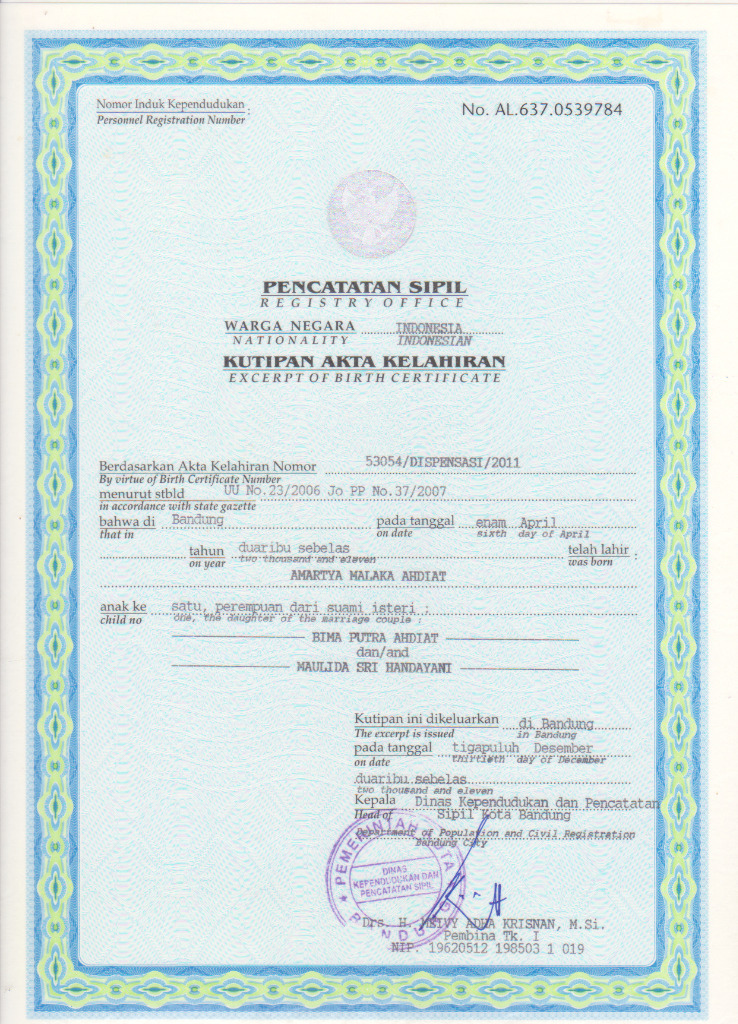 Nomor Induk Kependudukan :
Personnel Registration Number
No. AL.637.0539784
PENCATATAN SIPIL
REGISTRY OFFICE
WARGA NEGARA INDONESIA
NATIONALITY INDONESIAN
KUTIPAN AKTA KELAHIRAN
EXCERPT OF BIRTH CERTIFICATE
Berdasarkan Akta Kelahiran Nomor 53054/DISPENSASI/2011
By virtue of Birth Certificate Number
menurut stbld UU No.23/2006 Jo PP No.37/2007
in accordance with state gazette
bahwa di Bandung pada tanggal enam April
that in on date sixth day of April
tahun duaribu sebelas telah lahir :
on year two thousand and eleven was born
AMARTYA MALAKA AHDIAT
anak ke satu, perempuan dari suami isteri :
child no one, the daughter of the marriage couple :
BIMA PUTRA AHDIAT
dan/and
MAULIDA SRI HANDAYANI
Kutipan ini dikeluarkan di Bandung
The excerpt is issued in Bandung
pada tanggal tigapuluh Desember
on date thirtieth day of December
duaribu sebelas
two thousand and eleven
Kepala Dinas Kependudukan dan Pencatatan
Head of Sipil Kota Bandung
Department of Population and Civil Registration
Bandung City
PEMERINTAH KOTA
DINAS
KEPENDUDUKAN DAN
PENCATATAN SIPIL
BANDUNG
Drs. H. MEIVY ADHA KRISNAN, M.Si.
Pembina Tk. I
NIP. 19620512 198503 1 019